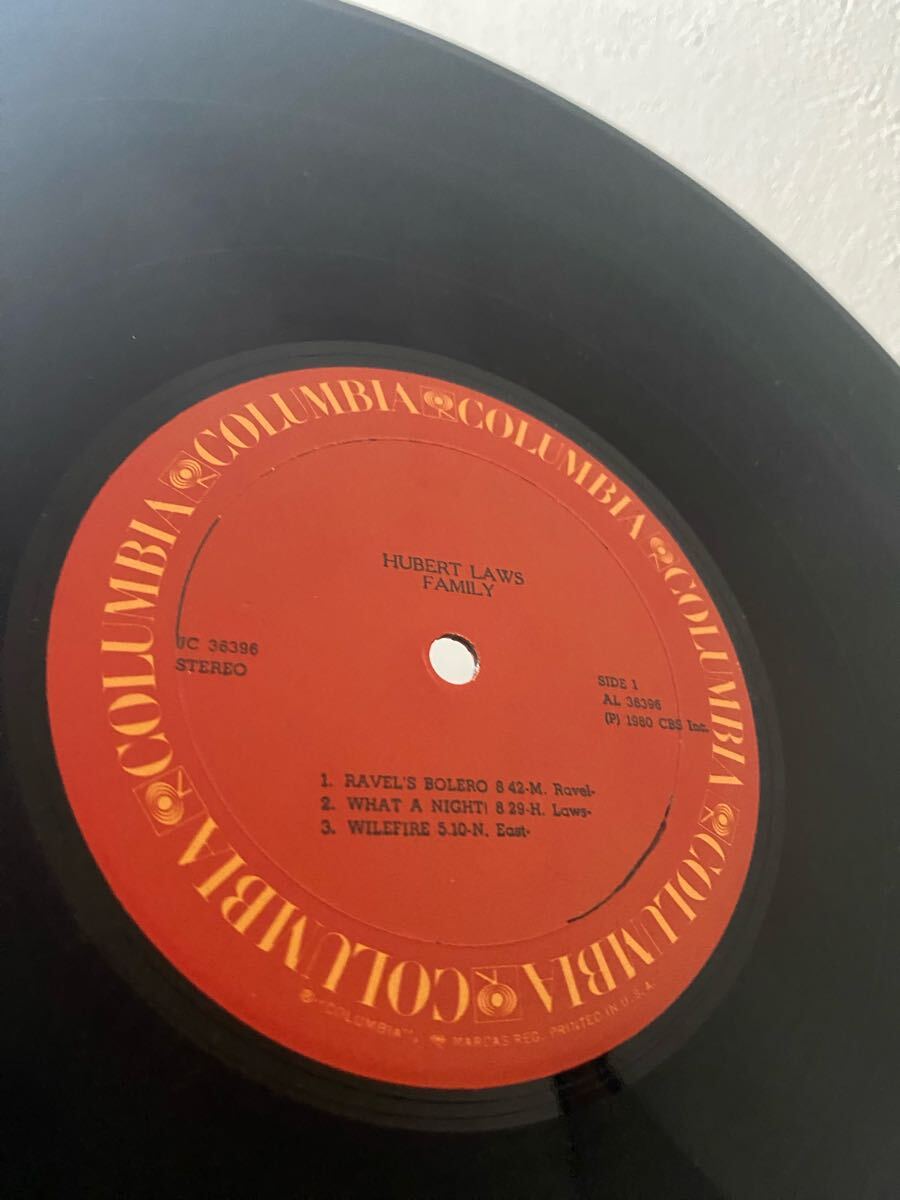 COLUMBIA COLUMBIA COLUMBIA COLUMBIA COLUMBIA COLUMBIA
HUBERT LAWS
FAMILY
JC 36396
STEREO
SIDE 1
AL 36396
(P) 1980 CBS Inc.
1. RAVEL'S BOLERO 8 42-M. Ravel-
2. WHAT A NIGHT! 8 29-H. Laws-
3. WILEFIRE 5.10-N. East-
"COLUMBIA", MARCAS REG. PRINTED IN U.S.A.